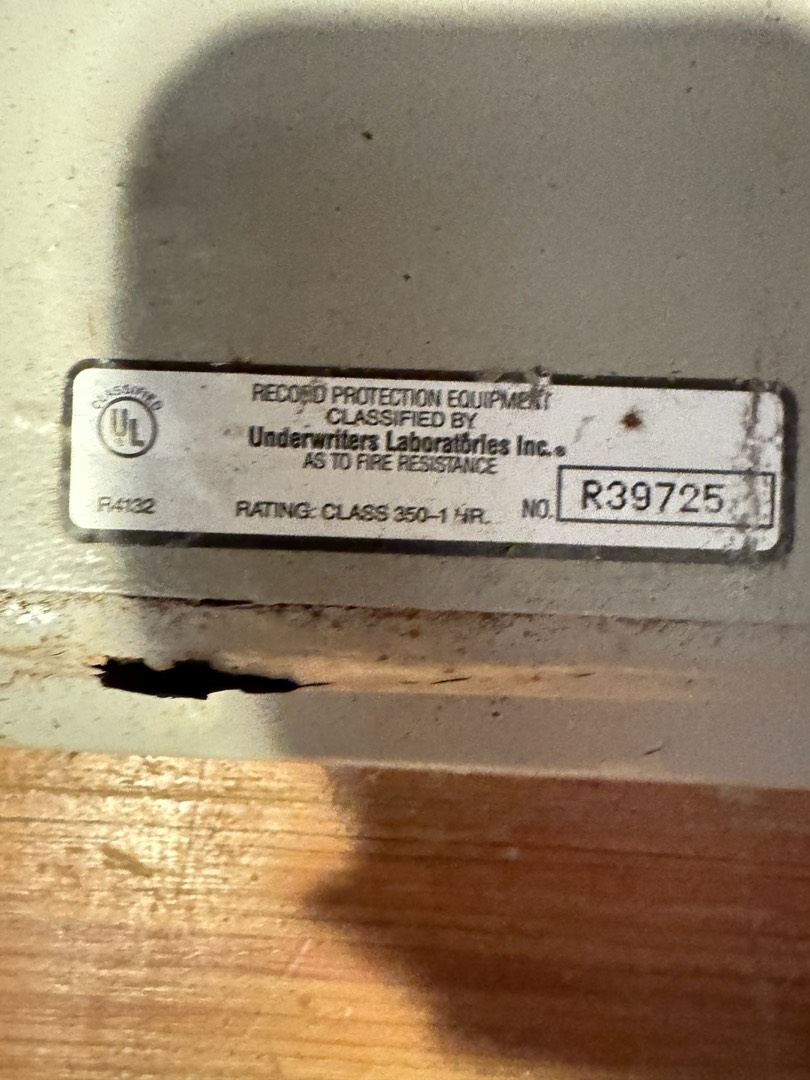 CLASSIFIED
UL
R4132
RECORD PROTECTION EQUIPMENT
CLASSIFIED BY
Underwriters Laboratories Inc.®
AS TO FIRE RESISTANCE
RATING: CLASS 350-1 HR. NO. R39725